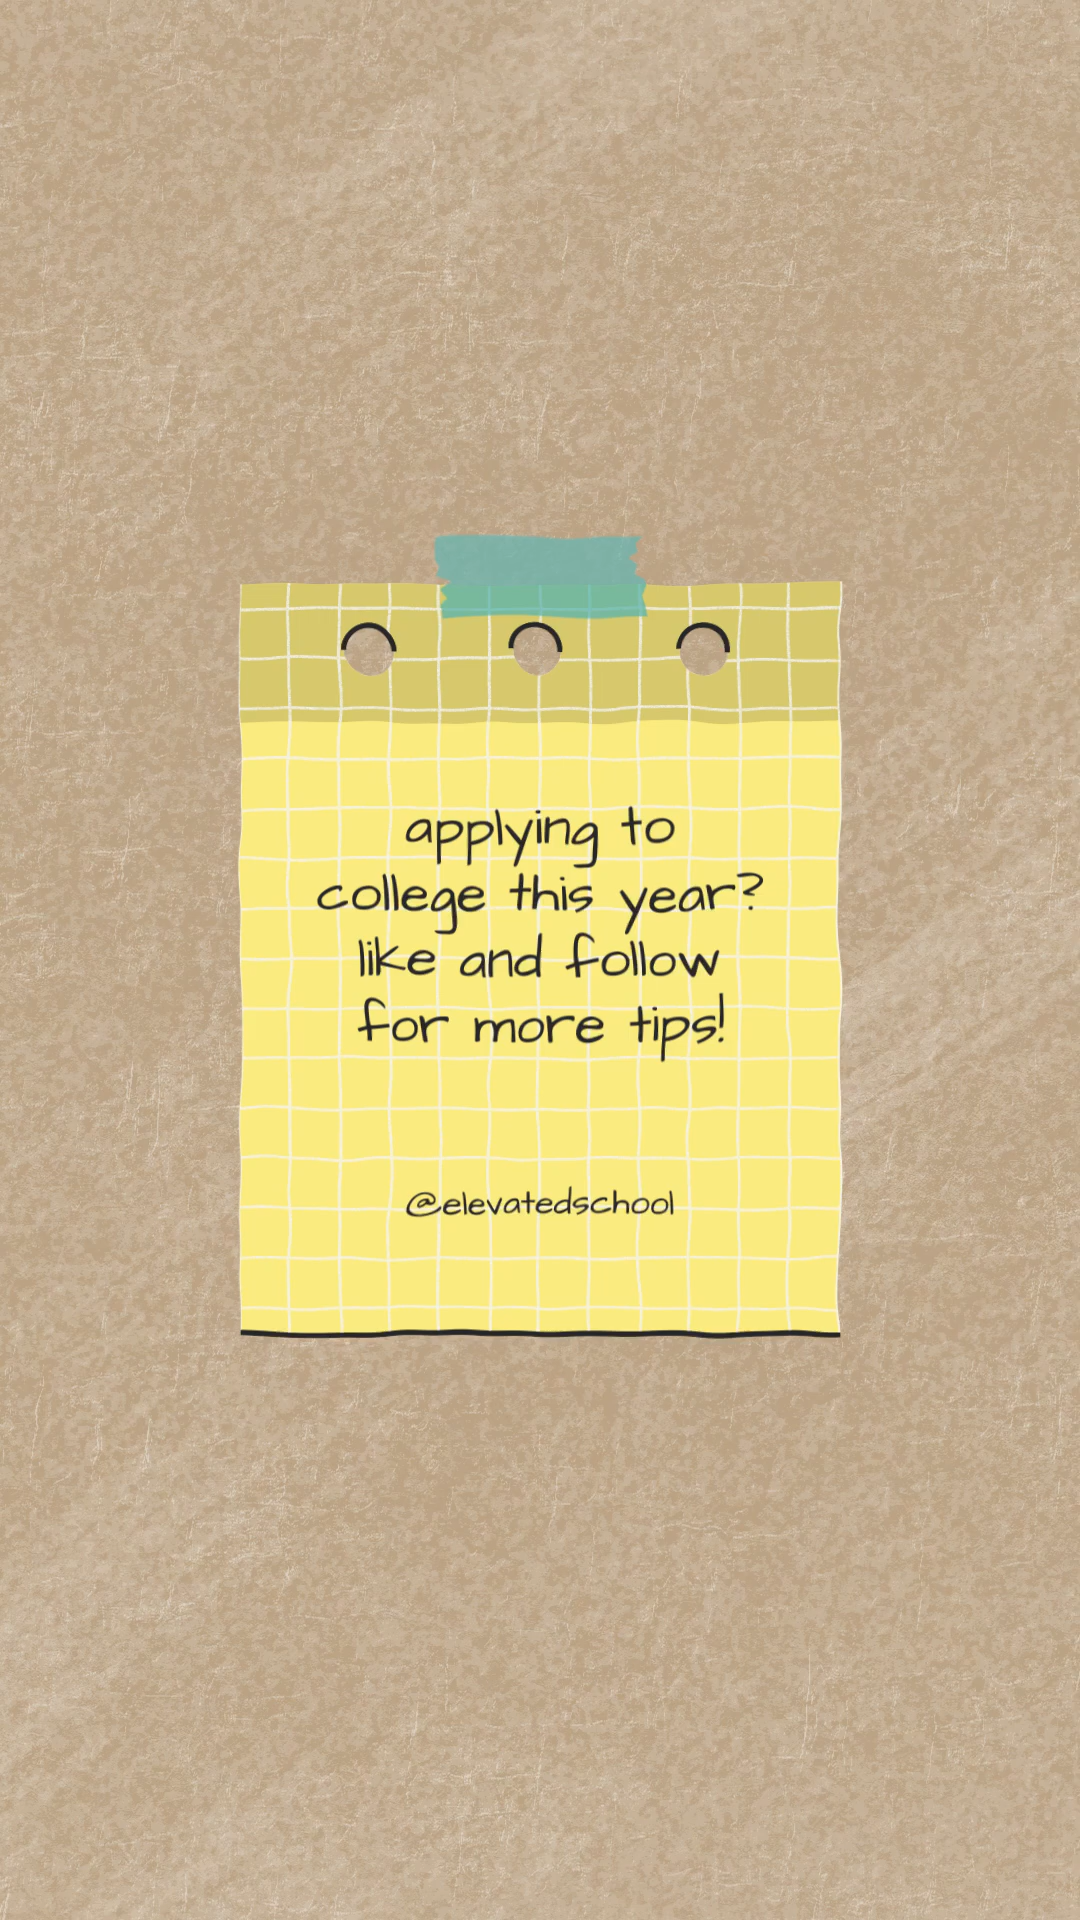 applying to
college this year?
like and follow
for more tips!
@elevatedschool